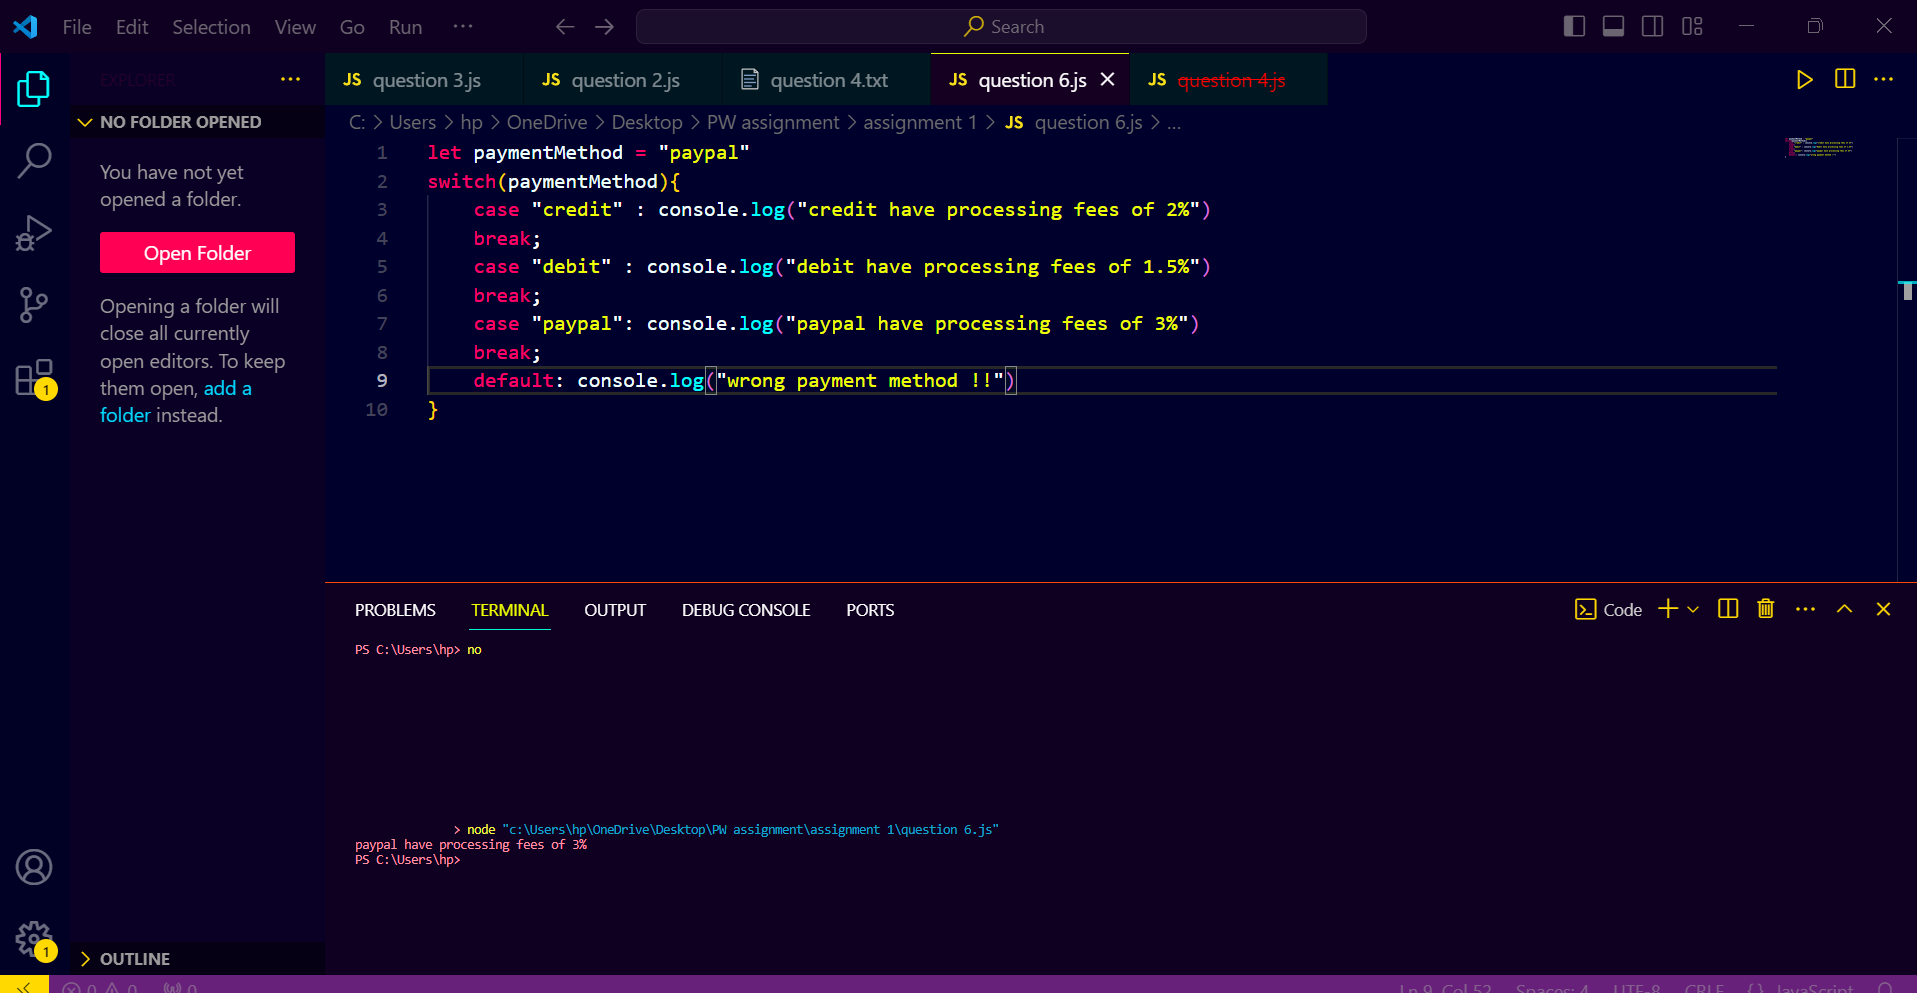 File Edit Selection View Go Run ··· Search
EXPLORER ···
NO FOLDER OPENED
You have not yet
opened a folder.
Open Folder
Opening a folder will
close all currently
open editors. To keep
them open, add a
folder instead.
1
1
OUTLINE
JS question 3.js JS question 2.js question 4.txt JS question 6.js JS question 4.js
C: > Users > hp > OneDrive > Desktop > PW assignment > assignment 1 > JS question 6.js > ...
1 let paymentMethod = "paypal"
2 switch(paymentMethod){
3 case "credit" : console.log("credit have processing fees of 2%")
4 break;
5 case "debit" : console.log("debit have processing fees of 1.5%")
6 break;
7 case "paypal": console.log("paypal have processing fees of 3%")
8 break;
9 default: console.log("wrong payment method !!")
10 }
PROBLEMS TERMINAL OUTPUT DEBUG CONSOLE PORTS Code
PS C:\Users\hp> no
> node "c:\Users\hp\OneDrive\Desktop\PW assignment\assignment 1\question 6.js"
paypal have processing fees of 3%
PS C:\Users\hp>
0 0 0 Ln 9, Col 52 Spaces: 4 UTF-8 CRLF {} JavaScript